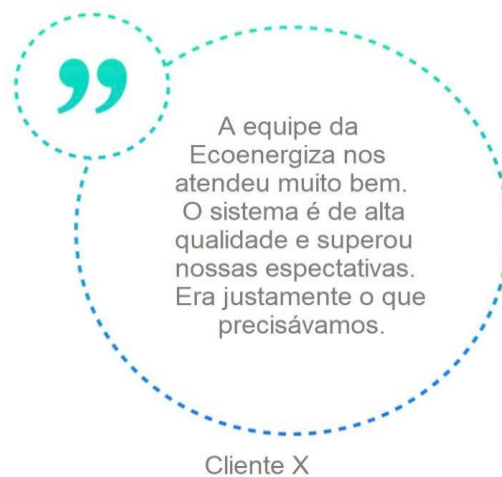 ”
A equipe da
Ecoenergiza nos
atendeu muito bem.
O sistema é de alta
qualidade e superou
nossas espectativas.
Era justamente o que
precisávamos.
Cliente X